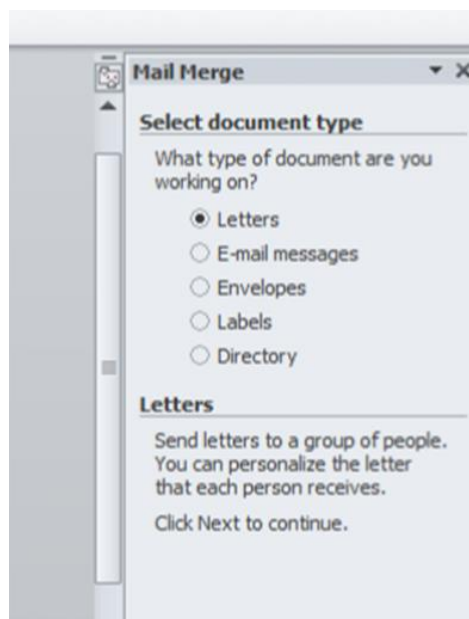 Mail Merge
Select document type
What type of document are you
working on?
Letters
E-mail messages
Envelopes
Labels
Directory
Letters
Send letters to a group of people.
You can personalize the letter
that each person receives.
Click Next to continue.